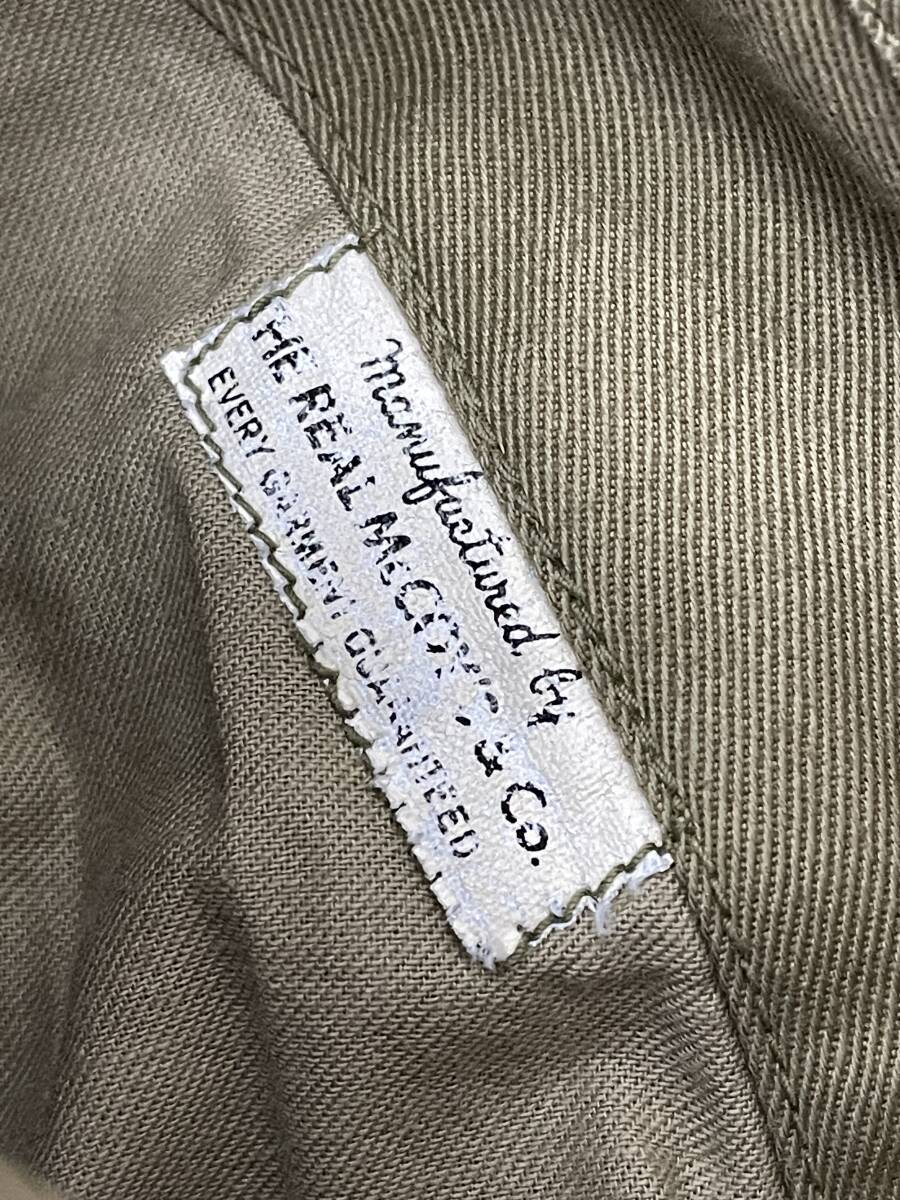 Manufactured by
THE REAL McCOY'S & Co.
EVERY GARMENT GUARANTEED